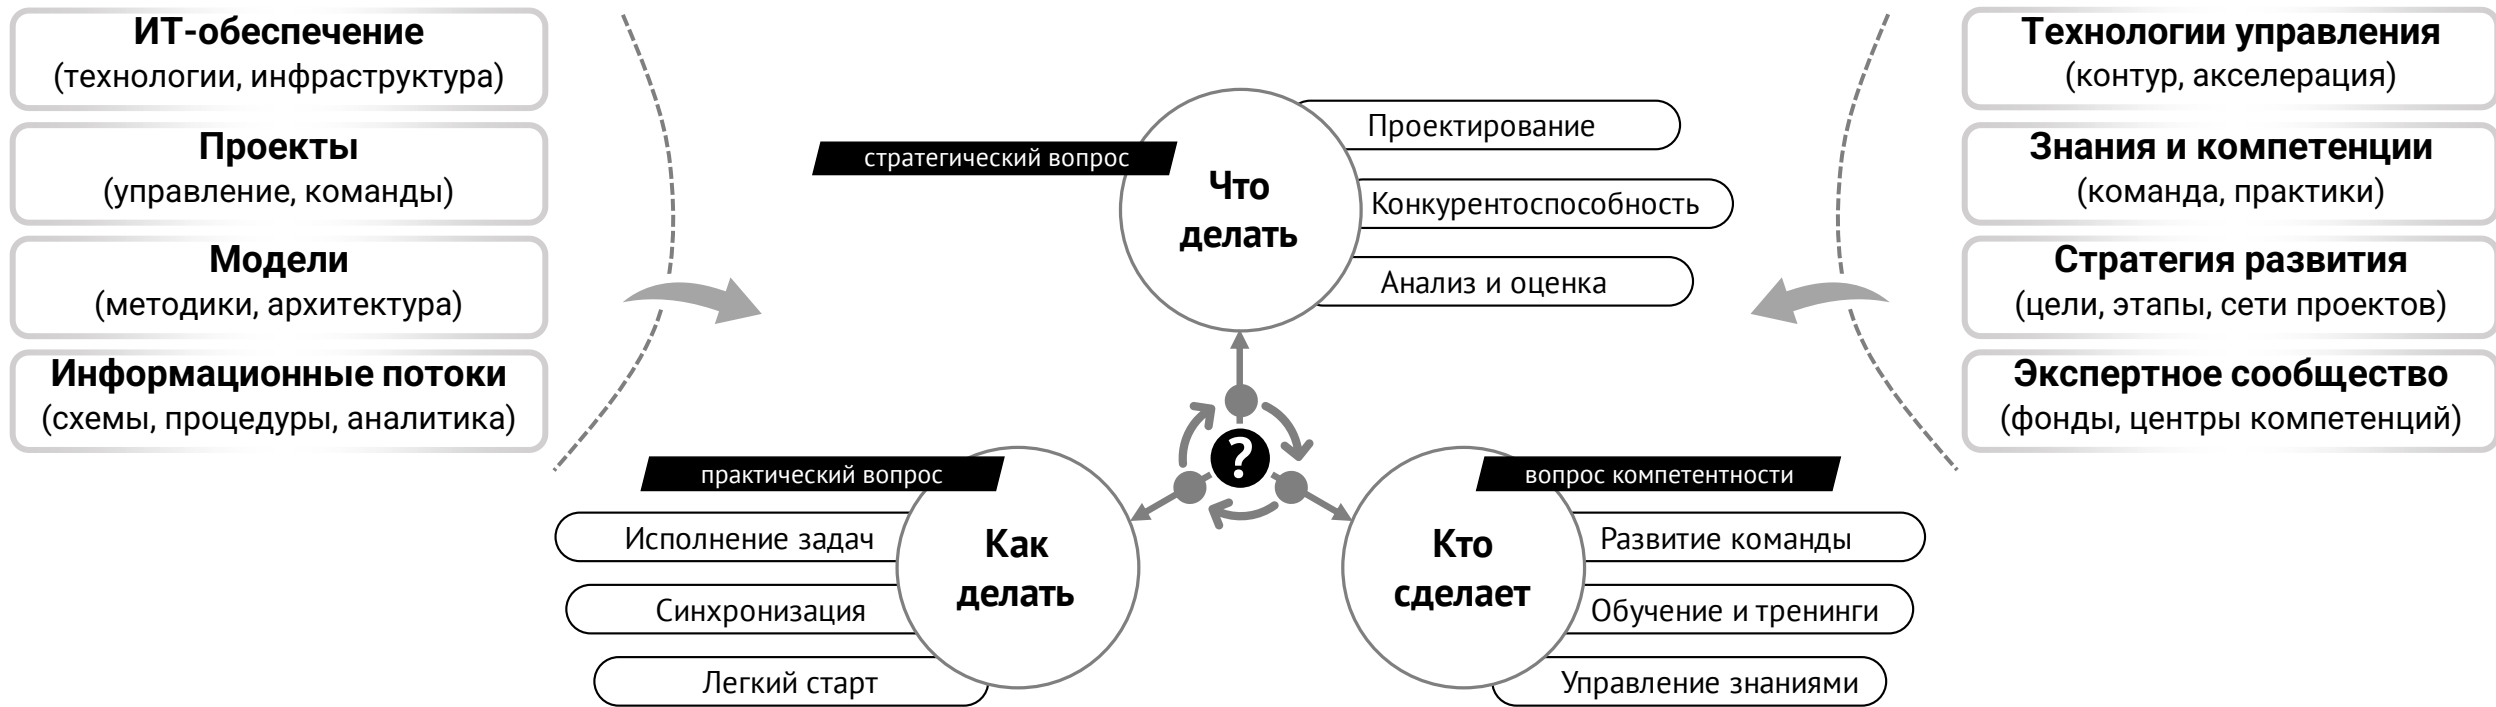 ИТ-обеспечение
(технологии, инфраструктура)
Проекты
(управление, команды)
Модели
(методики, архитектура)
Информационные потоки
(схемы, процедуры, аналитика)
стратегический вопрос
Что
делать
Проектирование
Конкурентоспособность
Анализ и оценка
?
практический вопрос
Как
делать
Исполнение задач
Синхронизация
Легкий старт
вопрос компетентности
Кто
сделает
Развитие команды
Обучение и тренинги
Управление знаниями
Технологии управления
(контур, акселерация)
Знания и компетенции
(команда, практики)
Стратегия развития
(цели, этапы, сети проектов)
Экспертное сообщество
(фонды, центры компетенций)